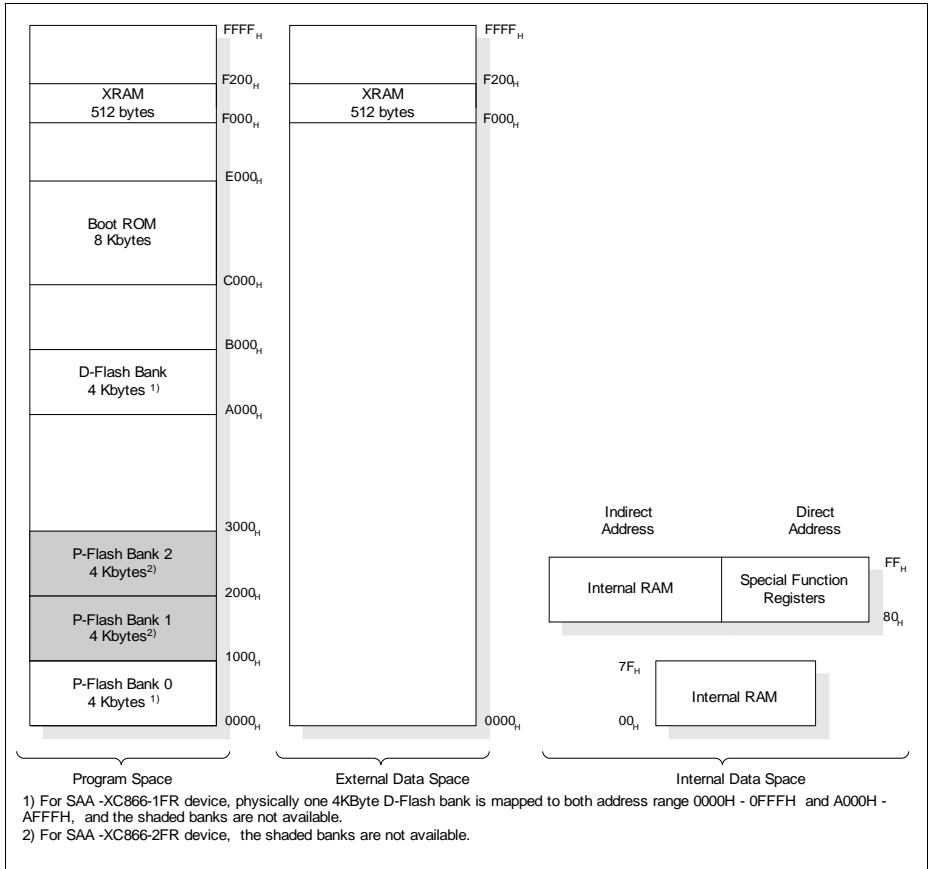 FFFFH
F200H
XRAM
512 bytes
F000H
E000H
Boot ROM
8 Kbytes
C000H
B000H
D-Flash Bank
4 Kbytes 1)
A000H
3000H
P-Flash Bank 2
4 Kbytes2)
2000H
P-Flash Bank 1
4 Kbytes2)
1000H
P-Flash Bank 0
4 Kbytes 1)
0000H
Program Space
FFFFH
F200H
XRAM
512 bytes
F000H
0000H
External Data Space
Indirect
Address
Direct
Address
Internal RAM
Special Function
Registers
FFH
80H
7FH
Internal RAM
00H
Internal Data Space
1) For SAA -XC866-1FR device, physically one 4KByte D-Flash bank is mapped to both address range 0000H - 0FFFH and A000H -
AFFFH, and the shaded banks are not available.
2) For SAA -XC866-2FR device, the shaded banks are not available.